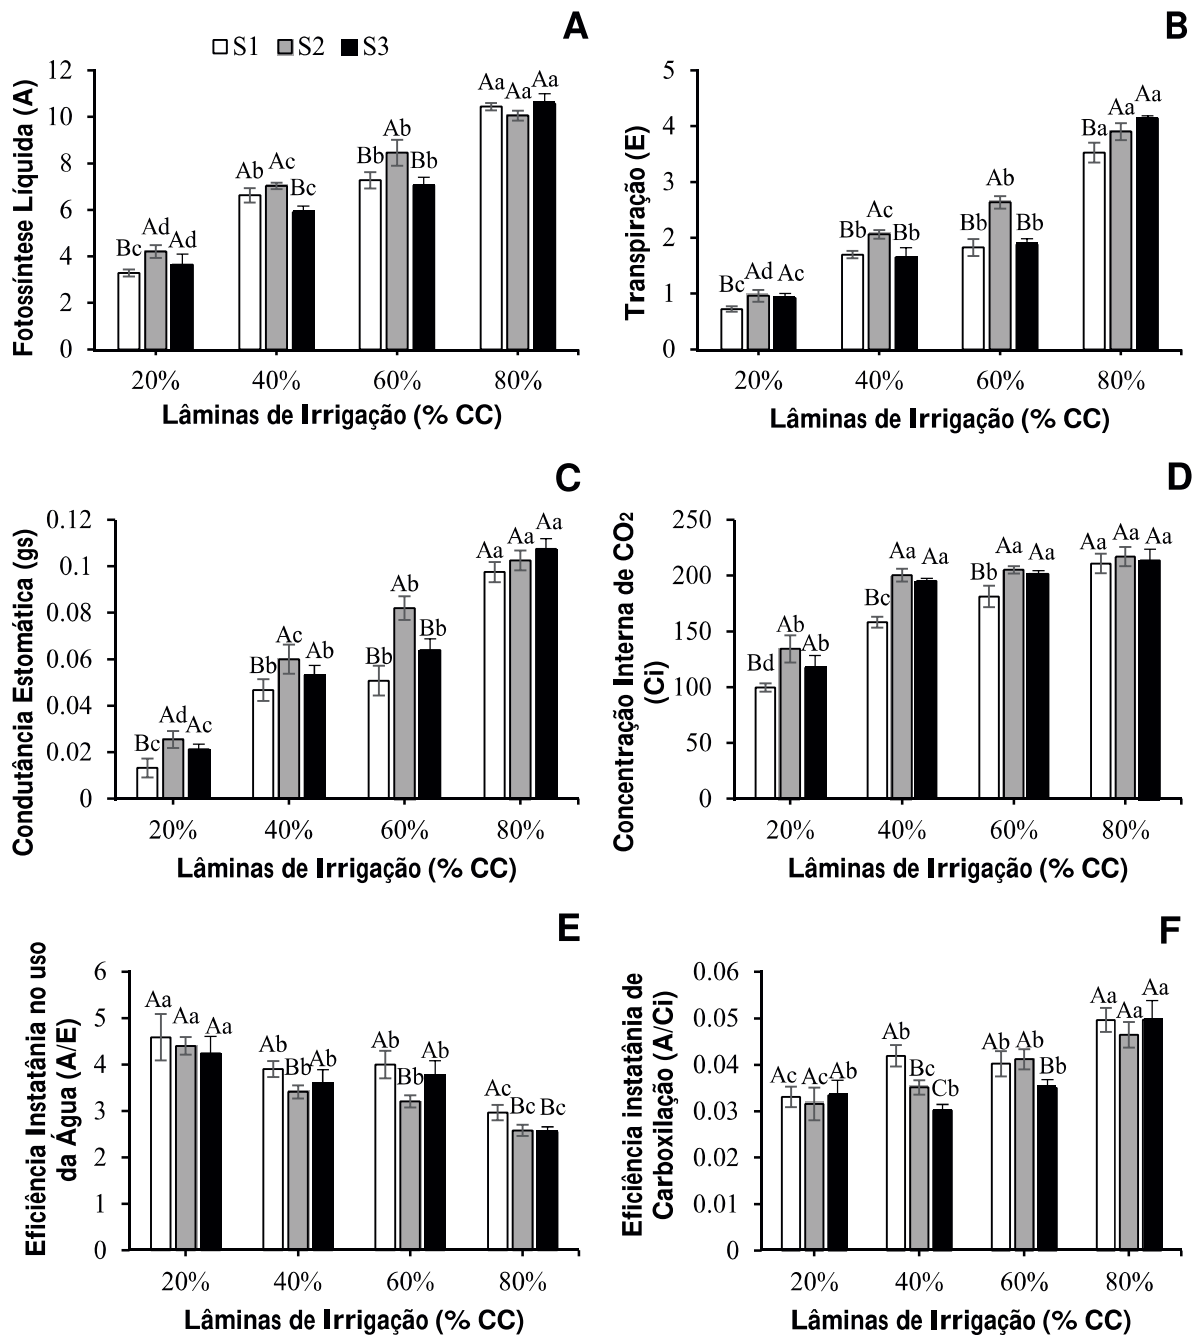 A
S1 S2 S3
Fotossíntese Líquida (A)
12
10
8
6
4
2
0
Bc Ad Ad
Ab Ac Bc
Bb Ab Bb
Aa Aa Aa
20% 40% 60% 80%
Lâminas de Irrigação (% CC)
B
Transpiração (E)
5
4
3
2
1
0
Bc Ad Ac
Bb Ac Bb
Bb Ab Bb
Ba Aa Aa
20% 40% 60% 80%
Lâminas de Irrigação (% CC)
C
Condutância Estomática (gs)
0.12
0.1
0.08
0.06
0.04
0.02
0
Bc Ad Ac
Bb Ac Ab
Bb Ab Bb
Aa Aa Aa
20% 40% 60% 80%
Lâminas de Irrigação (% CC)
D
Concentração Interna de CO2
(Ci)
250
200
150
100
50
0
Bd Ab Ab
Bc Aa Aa
Bb Aa Aa
Aa Aa Aa
20% 40% 60% 80%
Lâminas de Irrigação (% CC)
E
Eficiência Instatânia no uso
da Água (A/E)
6
5
4
3
2
1
0
Aa Aa Aa
Ab Bb Ab
Ab Bb Ab
Ac Bc Bc
20% 40% 60% 80%
Lâminas de Irrigação (% CC)
F
Eficiência instatânia de
Carboxilação (A/Ci)
0.06
0.05
0.04
0.03
0.02
0.01
0
Ac Ac Ab
Ab Bc Cb
Ab Ab Bb
Aa Aa Aa
20% 40% 60% 80%
Lâminas de Irrigação (% CC)